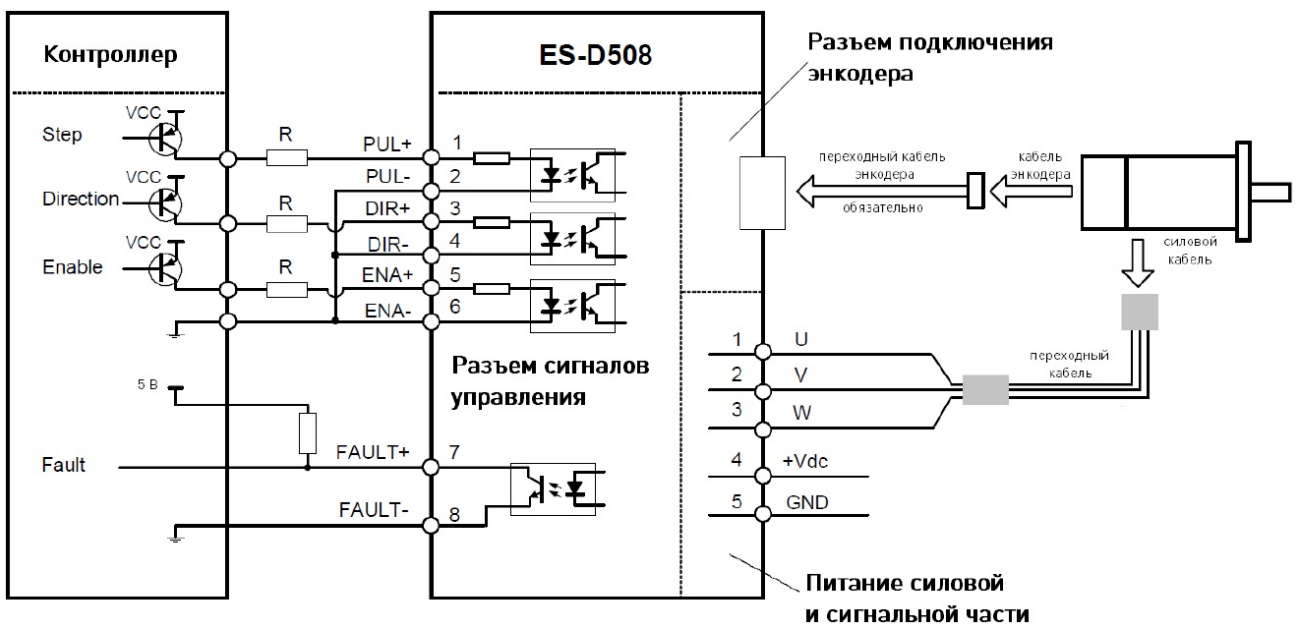 Контроллер
ES-D508
Разъем подключения
энкодера
VCC
Step
R
PUL+
1
PUL-
2
VCC
Direction
R
DIR+
3
DIR-
4
VCC
Enable
R
ENA+
5
ENA-
6
переходный кабель
энкодера
обязательно
кабель
энкодера
силовой
кабель
Разъем сигналов
управления
1
U
2
V
3
W
4
+Vdc
5
GND
переходный
кабель
5 В
Fault
FAULT+
7
FAULT-
8
Питание силовой
и сигнальной части